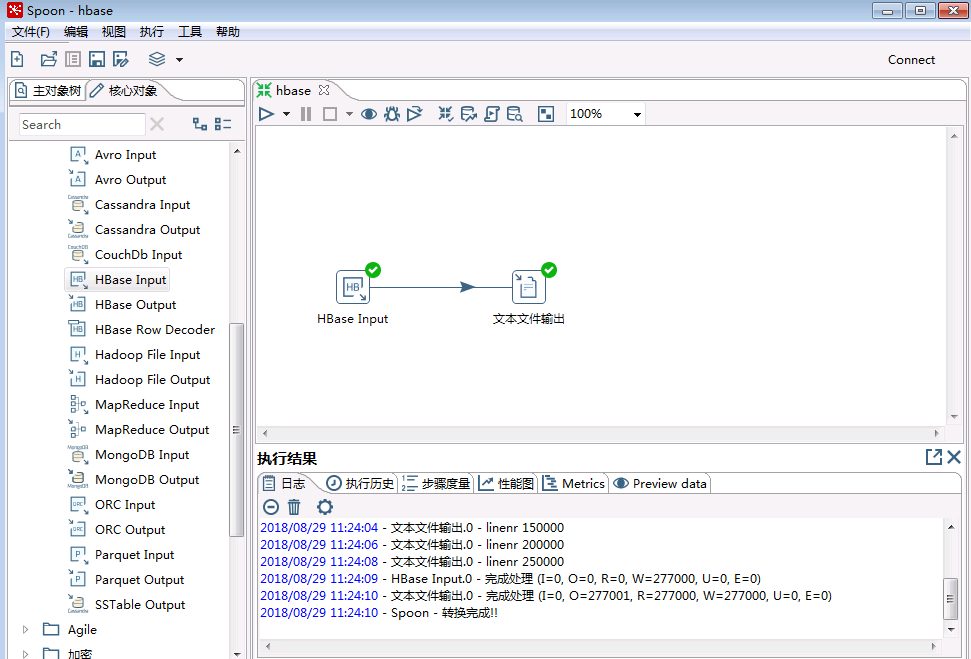 Spoon - hbase
文件(F) 编辑 视图 执行 工具 帮助
Connect
主对象树 核心对象
Search
Avro Input
Avro Output
Cassandra Input
Cassandra Output
CouchDb Input
HBase Input
HBase Output
HBase Row Decoder
Hadoop File Input
Hadoop File Output
MapReduce Input
MapReduce Output
MongoDB Input
MongoDB Output
ORC Input
ORC Output
Parquet Input
Parquet Output
SSTable Output
Agile
加密
hbase
100%
HB
HBase Input
文本文件输出
执行结果
日志 执行历史 步骤度量 性能图 Metrics Preview data
2018/08/29 11:24:04 - 文本文件输出.0 - linenr 150000
2018/08/29 11:24:06 - 文本文件输出.0 - linenr 200000
2018/08/29 11:24:08 - 文本文件输出.0 - linenr 250000
2018/08/29 11:24:09 - HBase Input.0 - 完成处理 (I=0, O=0, R=0, W=277000, U=0, E=0)
2018/08/29 11:24:10 - 文本文件输出.0 - 完成处理 (I=0, O=277001, R=277000, W=277000, U=0, E=0)
2018/08/29 11:24:10 - Spoon - 转换完成!!